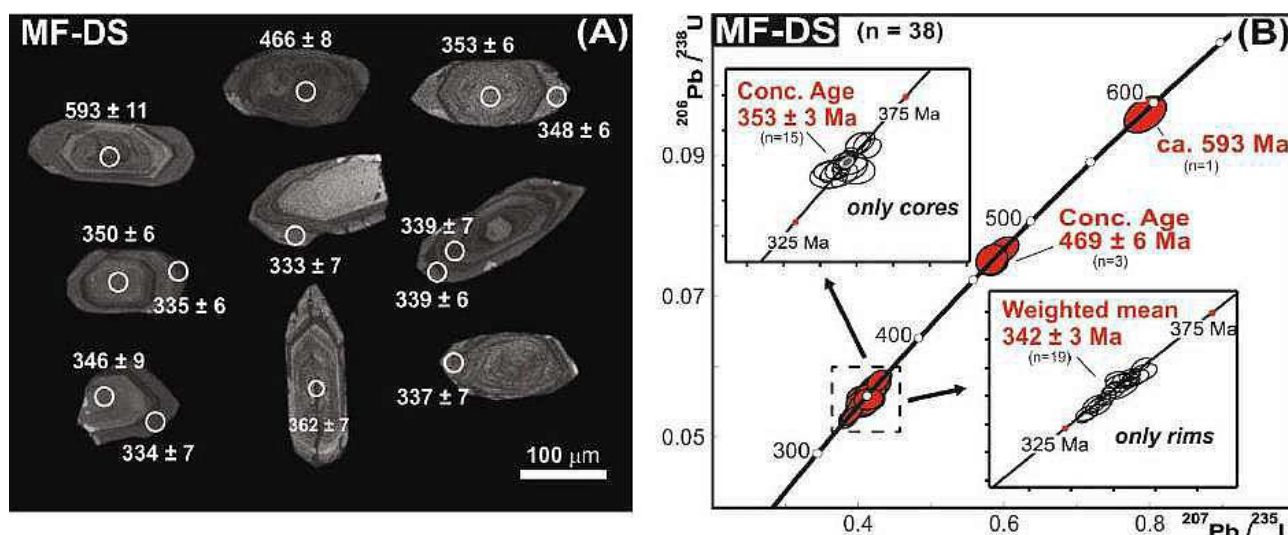 MF-DS
(A)
466 ± 8
353 ± 6
593 ± 11
348 ± 6
350 ± 6
339 ± 7
333 ± 7
335 ± 6
339 ± 6
346 ± 9
337 ± 7
362 ± 7
334 ± 7
100 μm
MF-DS (n = 38)
(B)
206Pb/238U
Conc. Age
353 ± 3 Ma
(n=15)
375 Ma
only cores
325 Ma
600
ca. 593 Ma
(n=1)
500
Conc. Age
469 ± 6 Ma
(n=3)
Weighted mean
342 ± 3 Ma
(n=19)
375 Ma
only rims
325 Ma
400
300
0.09
0.07
0.05
0.4
0.6
0.8
207Pb/235U